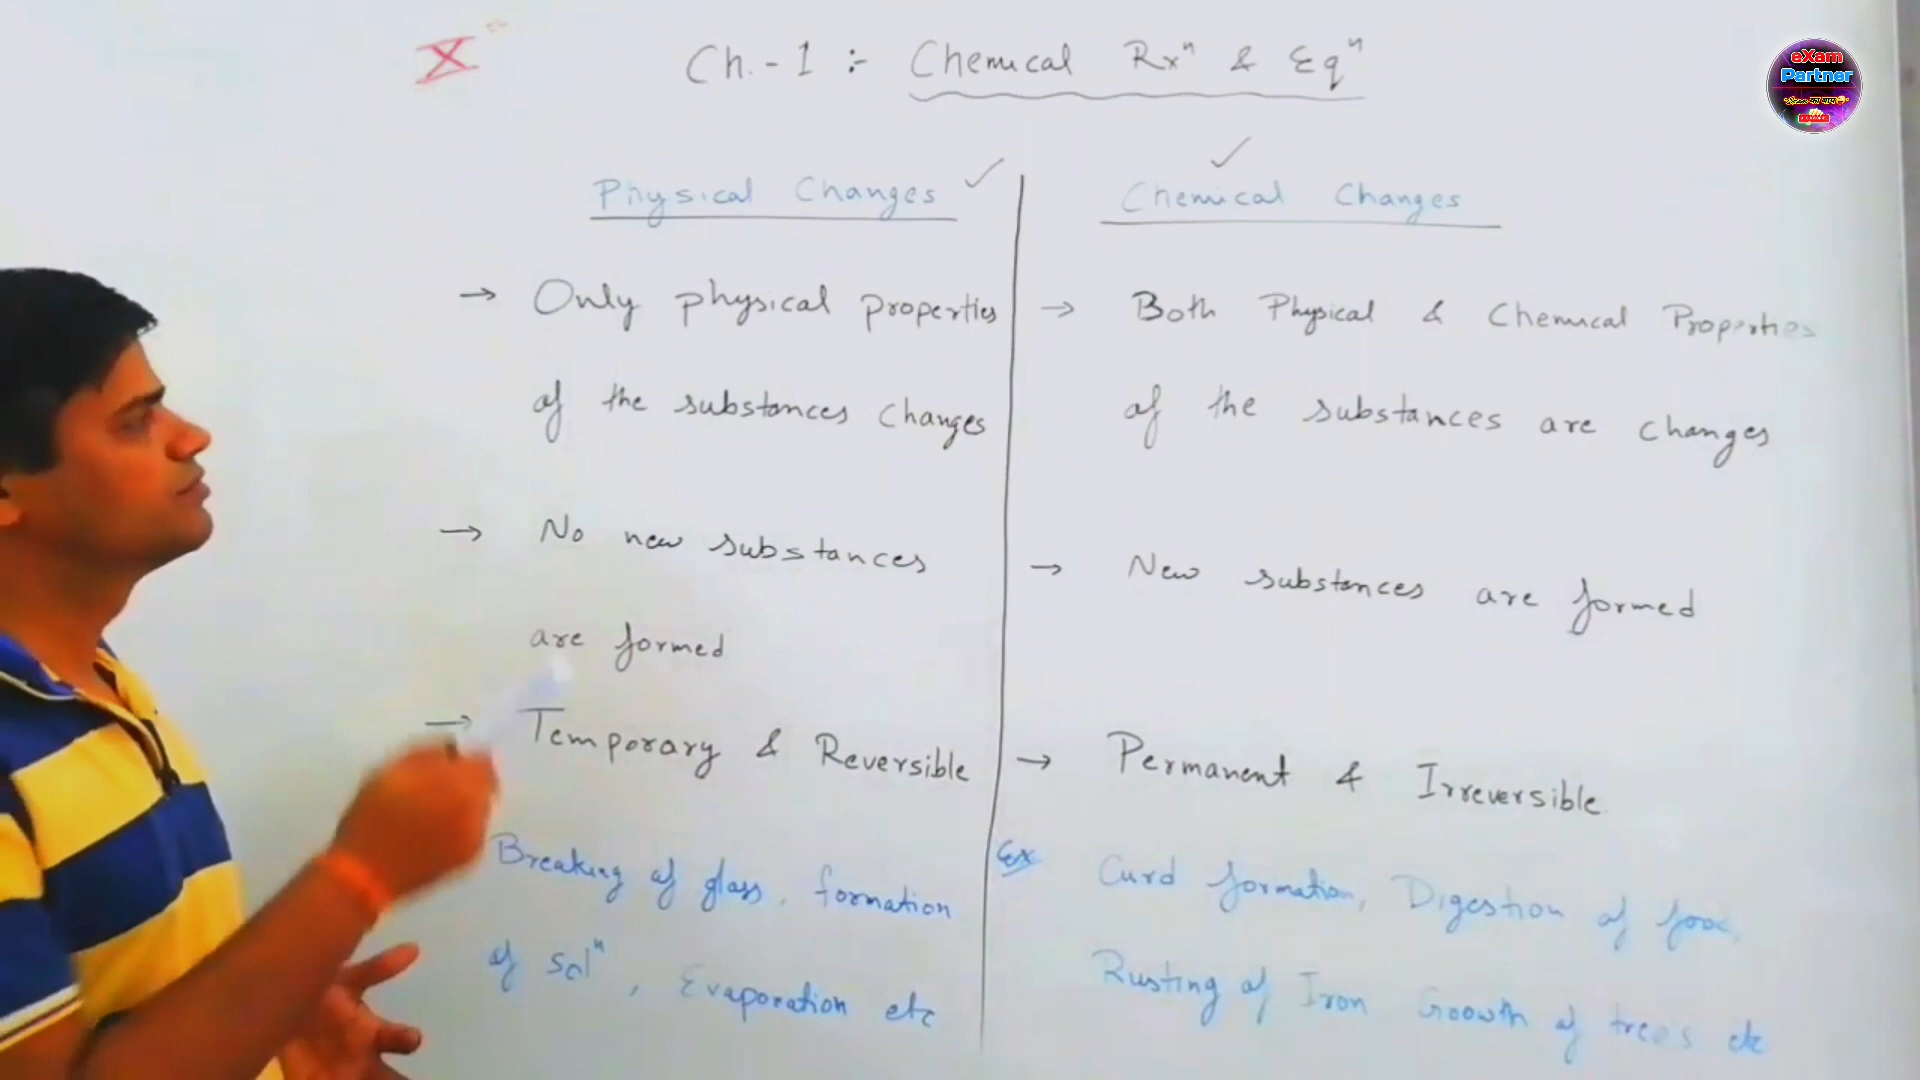 X
Ch.-1 :- Chemical Rxⁿ & Eqⁿ
eXam
Partner
Physical Changes ✓
Chemical Changes ✓
→ Only physical properties
of the substances changes
→ No new substances
are formed
→ Temporary & Reversible
Breaking of glass, formation
of solⁿ, Evaporation etc
→ Both Physical & Chemical Properties
of the substances are changes
→ New substances are formed
→ Permanent & Irreversible
Ex Curd formation, Digestion of
Rusting of Iron Growth of trees etc